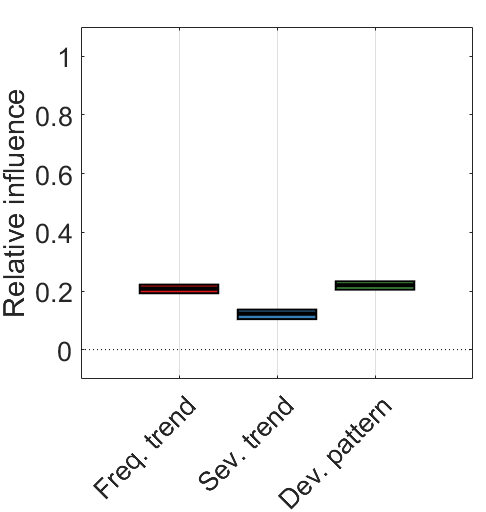 Relative influence
1
0.8
0.6
0.4
0.2
0
Freq. trend
Sev. trend
Dev. pattern